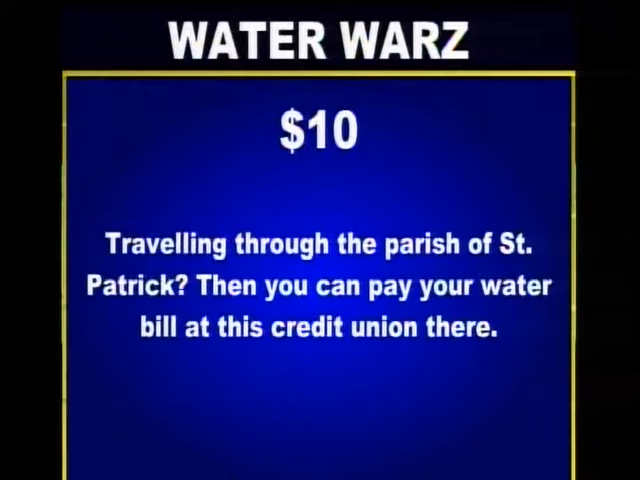 WATER WARZ
$10
Travelling through the parish of St.
Patrick? Then you can pay your water
bill at this credit union there.